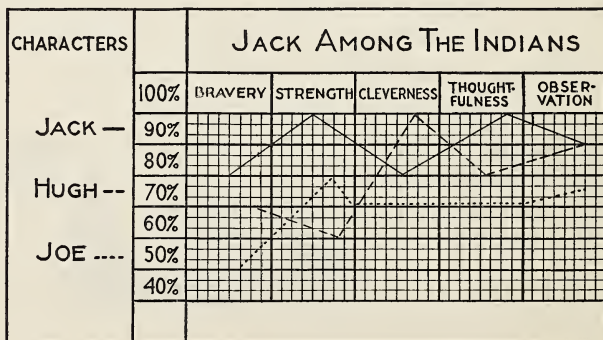 CHARACTERS
JACK AMONG THE INDIANS
100% BRAVERY STRENGTH CLEVERNESS THOUGHT-
FULNESS OBSER-
VATION
JACK —
90%
80%
HUGH --
70%
60%
JOE ----
50%
40%